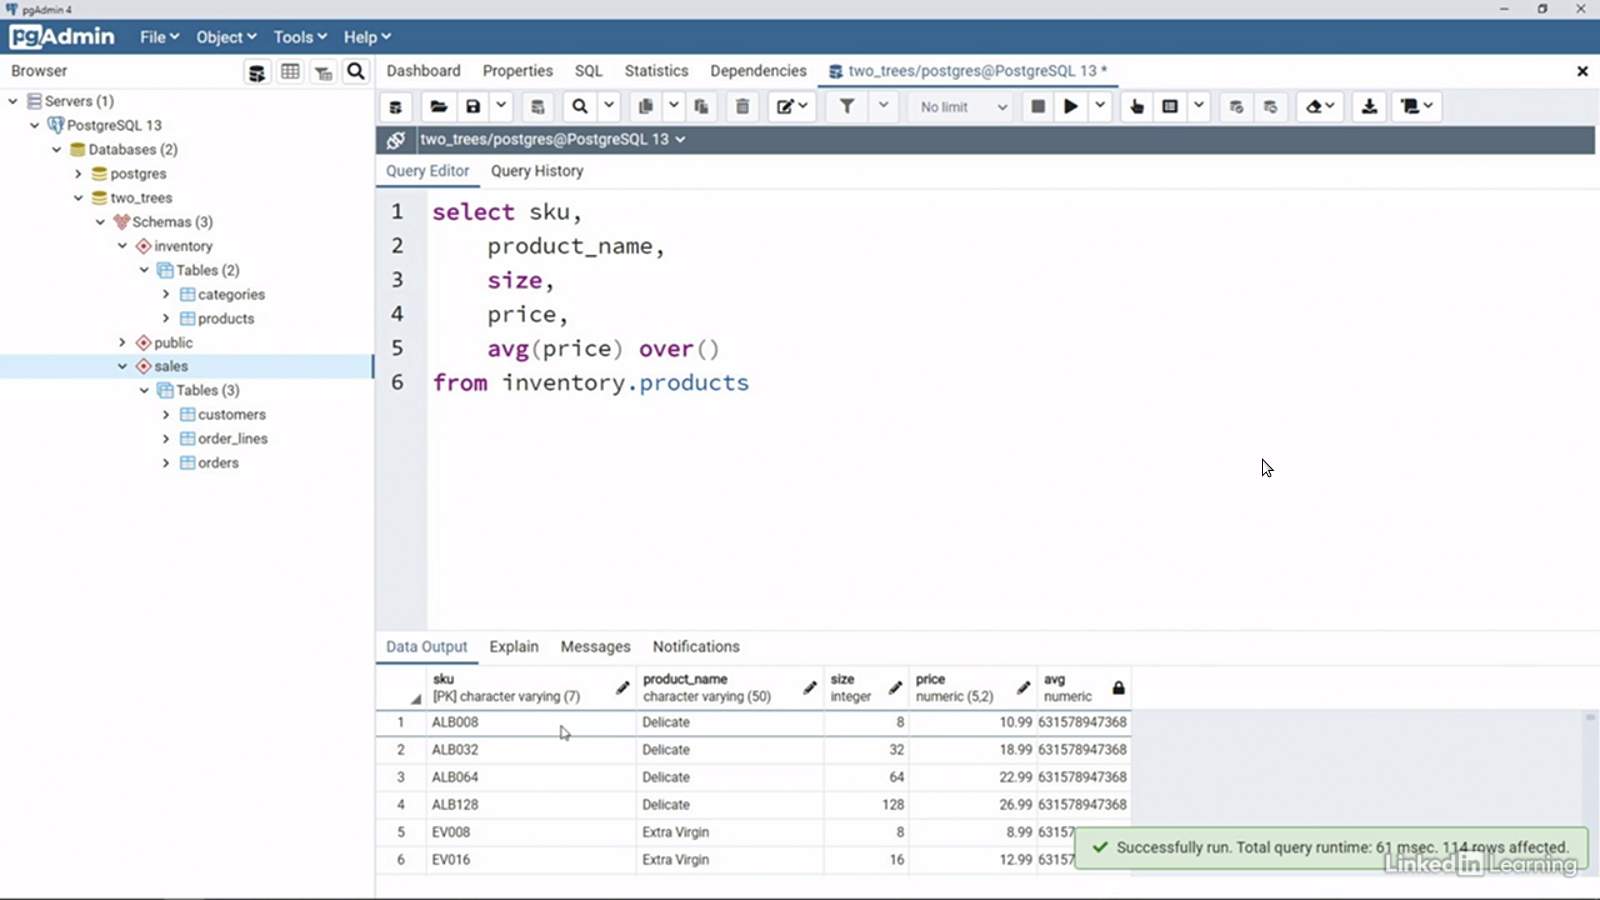 pgAdmin 4
pgAdmin File Object Tools Help
Browser
Dashboard Properties SQL Statistics Dependencies two_trees/postgres@PostgreSQL 13 *
Servers (1)
PostgreSQL 13
Databases (2)
postgres
two_trees
Schemas (3)
inventory
Tables (2)
categories
products
public
sales
Tables (3)
customers
order_lines
orders
No limit
two_trees/postgres@PostgreSQL 13
Query Editor Query History
1 select sku,
2 product_name,
3 size,
4 price,
5 avg(price) over()
6 from inventory.products
Data Output Explain Messages Notifications
sku product_name size price avg
[PK] character varying (7) character varying (50) integer numeric (5,2) numeric
1 ALB008 Delicate 8 10.99 631578947368
2 ALB032 Delicate 32 18.99 631578947368
3 ALB064 Delicate 64 22.99 631578947368
4 ALB128 Delicate 128 26.99 631578947368
5 EV008 Extra Virgin 8 8.99 63157
6 EV016 Extra Virgin 16 12.99 63157
Successfully run. Total query runtime: 61 msec. 114 rows affected.
Linked in Learning